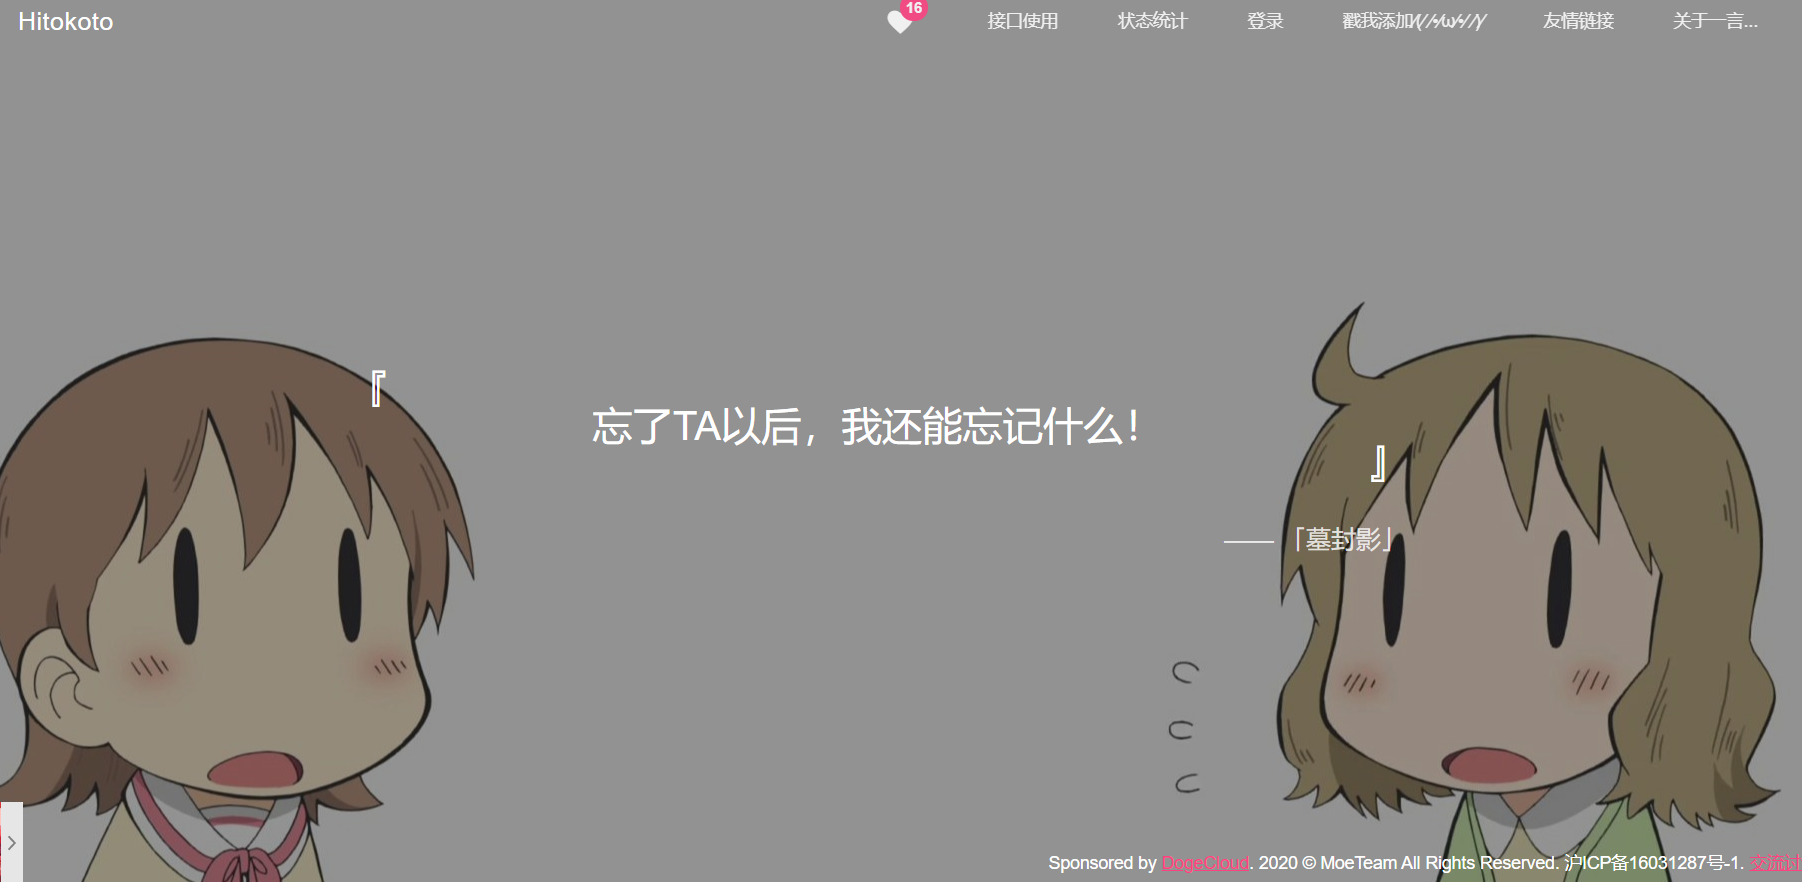 Hitokoto
16
接口使用
状态统计
登录
戳我添加(/•/ω•/)
友情链接
关于一言...
『
忘了TA以后，我还能忘记什么！
』
——「墓封影」
Sponsored by DogeCloud. 2020 © MoeTeam All Rights Reserved. 沪ICP备16031287号-1. 交流过